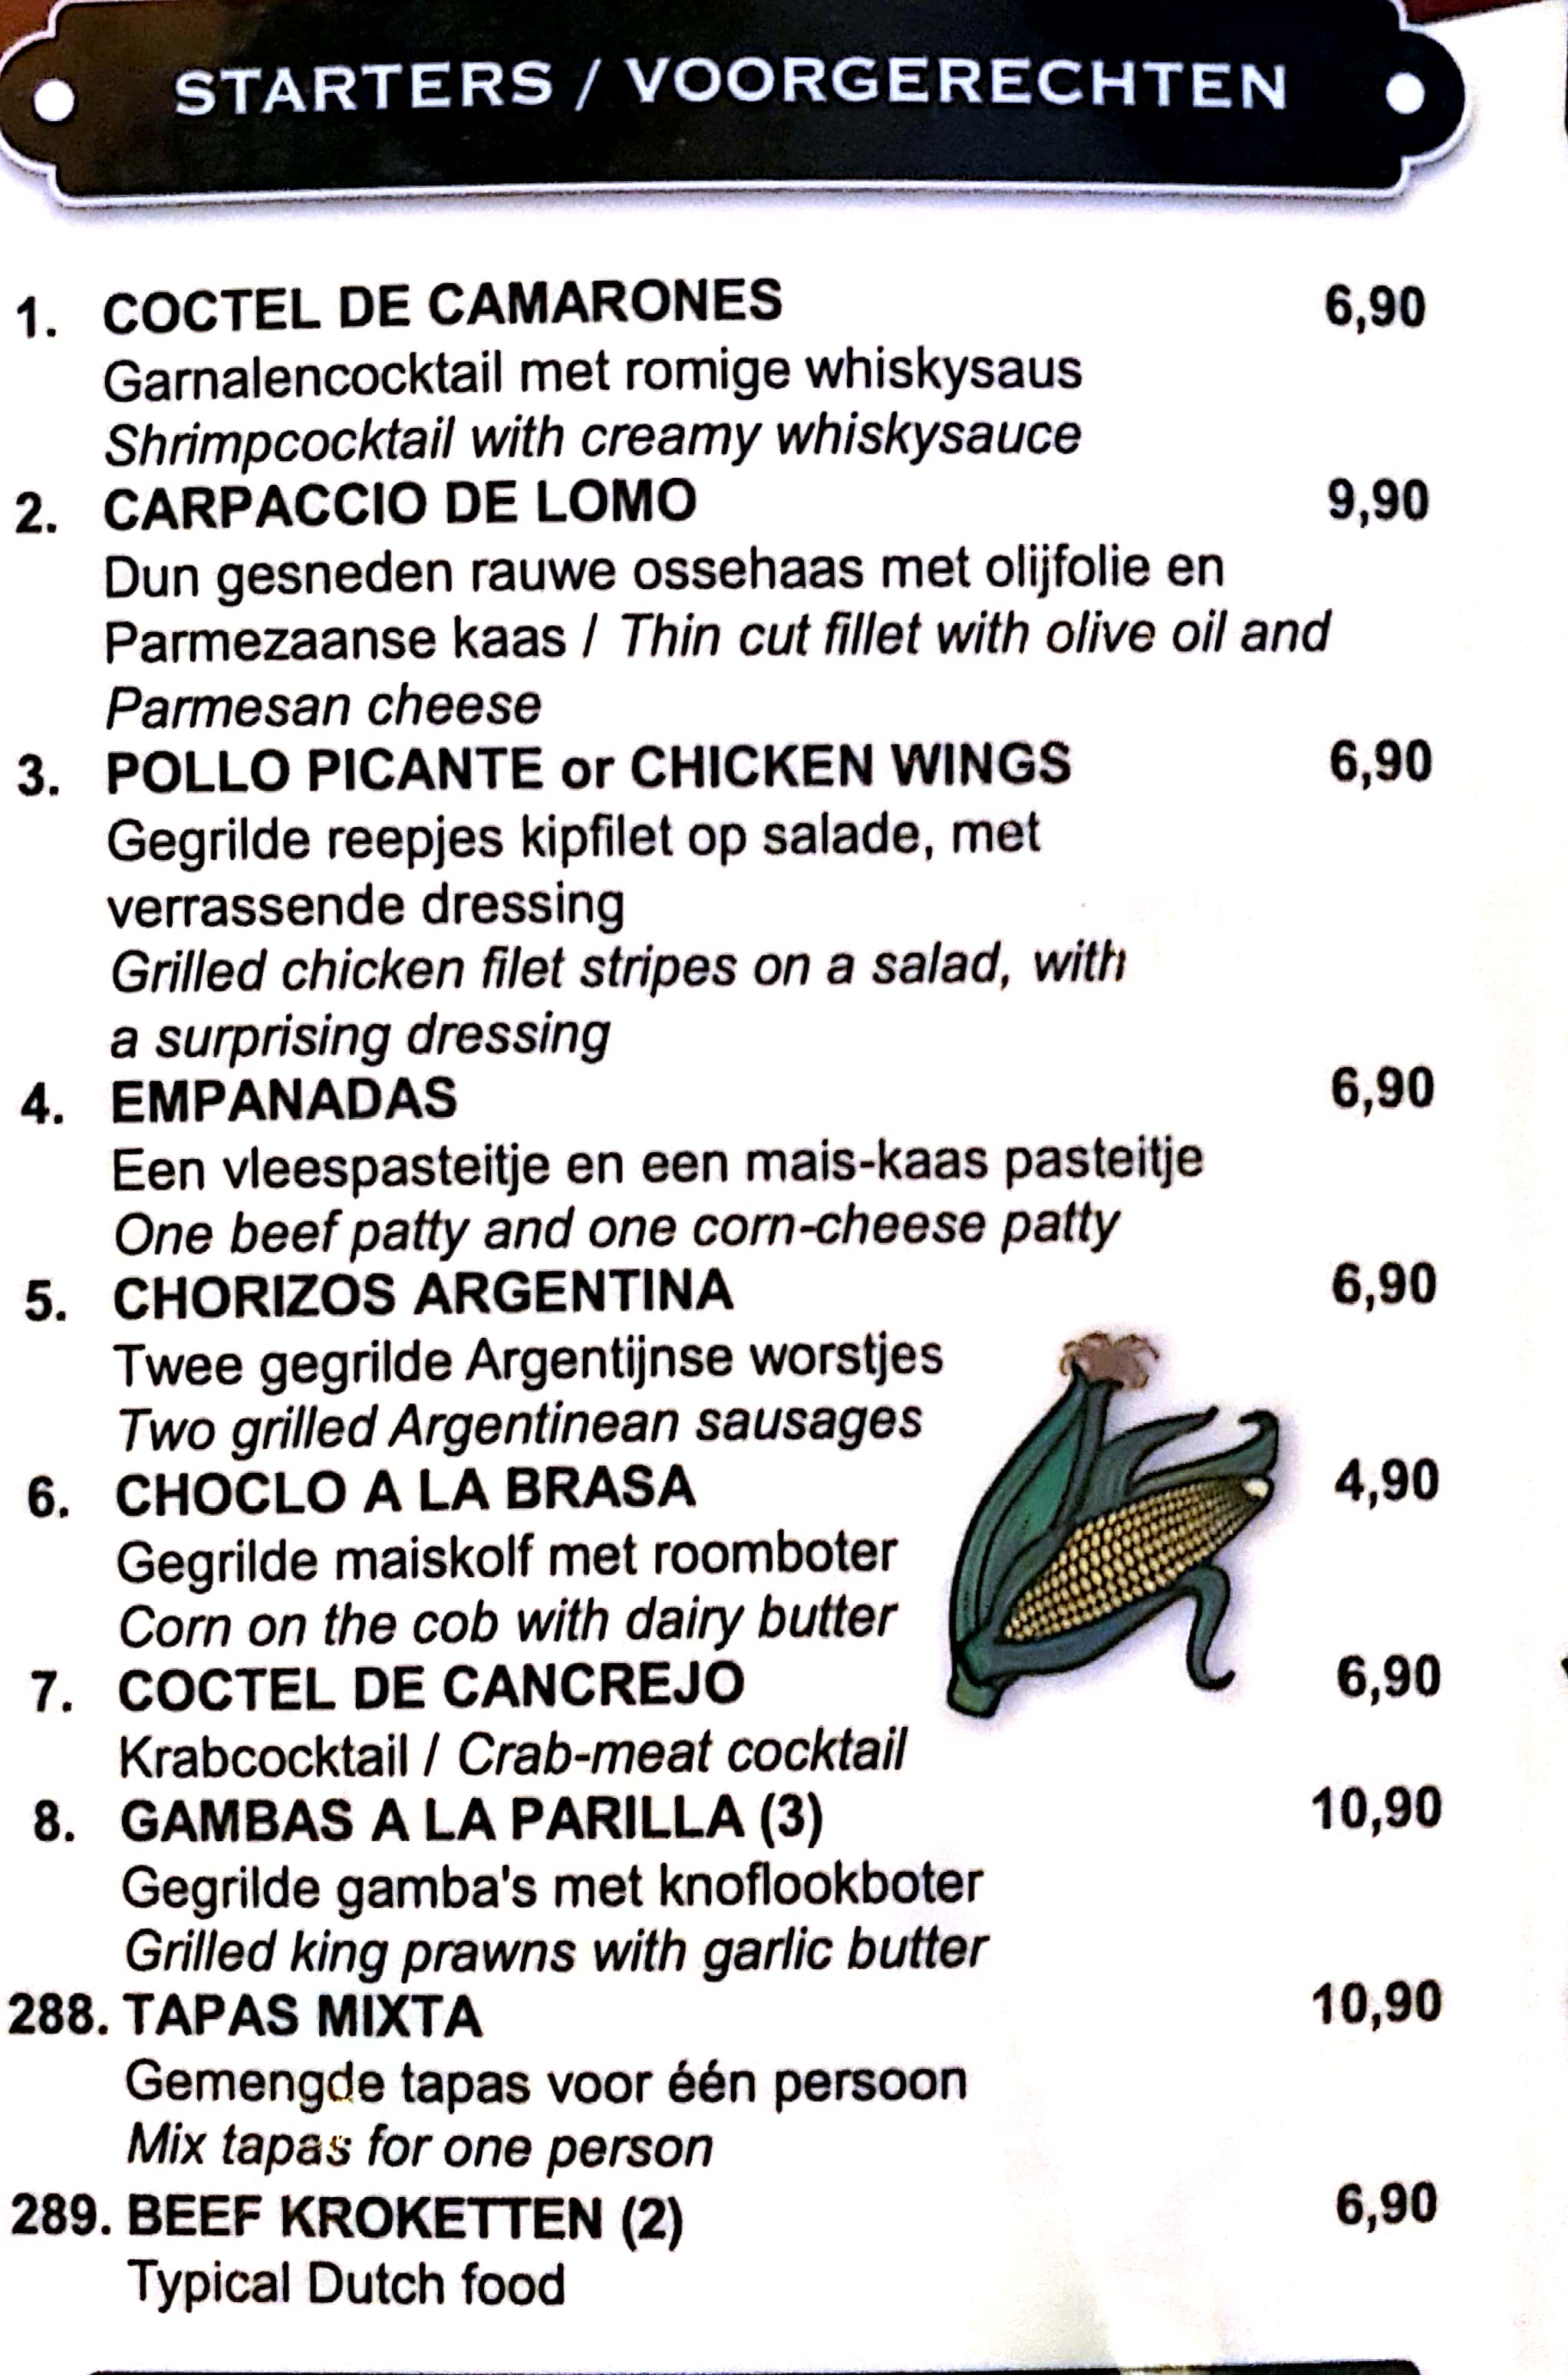 STARTERS / VOORGERECHTEN
1. COCTEL DE CAMARONES 6,90
Garnalencocktail met romige whiskysaus
Shrimpcocktail with creamy whiskysauce
2. CARPACCIO DE LOMO 9,90
Dun gesneden rauwe ossehaas met olijfolie en
Parmezaanse kaas / Thin cut fillet with olive oil and
Parmesan cheese
3. POLLO PICANTE or CHICKEN WINGS 6,90
Gegrilde reepjes kipfilet op salade, met
verrassende dressing
Grilled chicken filet stripes on a salad, with
a surprising dressing
4. EMPANADAS 6,90
Een vleespasteitje en een mais-kaas pasteitje
One beef patty and one corn-cheese patty
5. CHORIZOS ARGENTINA 6,90
Twee gegrilde Argentijnse worstjes
Two grilled Argentinean sausages
6. CHOCLO A LA BRASA 4,90
Gegrilde maiskolf met roomboter
Corn on the cob with dairy butter
7. COCTEL DE CANCREJO 6,90
Krabcocktail / Crab-meat cocktail
8. GAMBAS A LA PARILLA (3) 10,90
Gegrilde gamba's met knoflookboter
Grilled king prawns with garlic butter
288. TAPAS MIXTA 10,90
Gemengde tapas voor één persoon
Mix tapas for one person
289. BEEF KROKETTEN (2) 6,90
Typical Dutch food